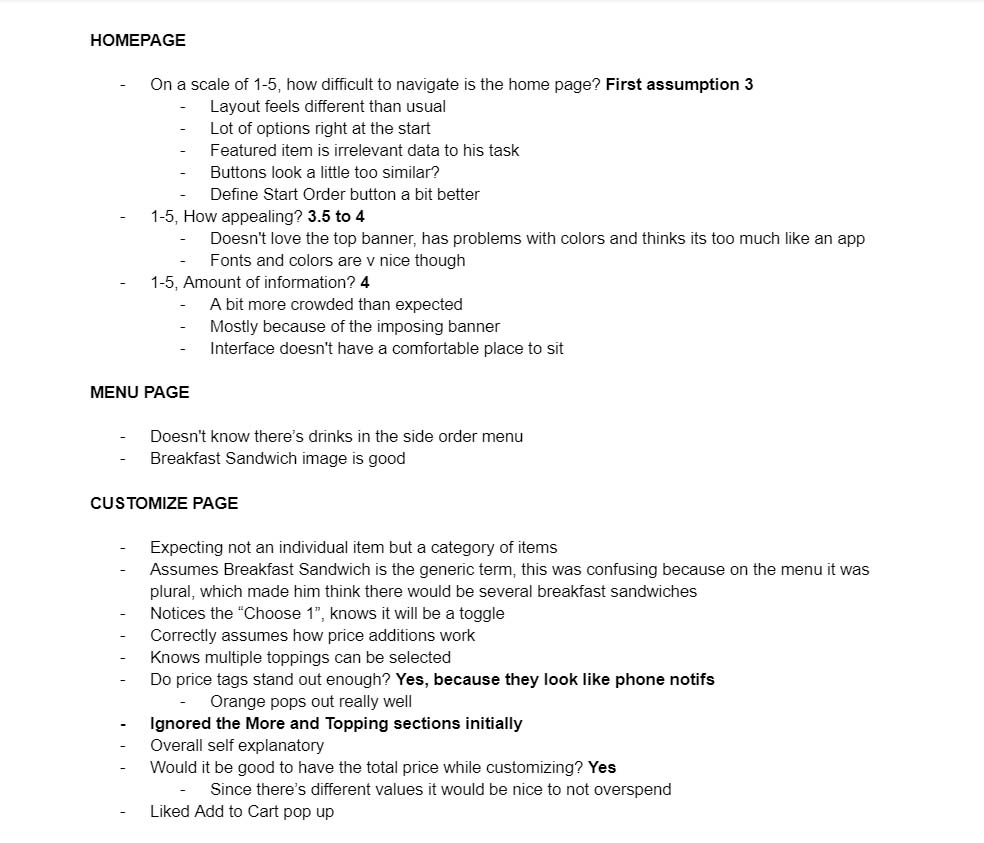 HOMEPAGE
- On a scale of 1-5, how difficult to navigate is the home page? First assumption 3
- Layout feels different than usual
- Lot of options right at the start
- Featured item is irrelevant data to his task
- Buttons look a little too similar?
- Define Start Order button a bit better
- 1-5, How appealing? 3.5 to 4
- Doesn't love the top banner, has problems with colors and thinks its too much like an app
- Fonts and colors are v nice though
- 1-5, Amount of information? 4
- A bit more crowded than expected
- Mostly because of the imposing banner
- Interface doesn't have a comfortable place to sit
MENU PAGE
- Doesn't know there's drinks in the side order menu
- Breakfast Sandwich image is good
CUSTOMIZE PAGE
- Expecting not an individual item but a category of items
- Assumes Breakfast Sandwich is the generic term, this was confusing because on the menu it was
plural, which made him think there would be several breakfast sandwiches
- Notices the “Choose 1”, knows it will be a toggle
- Correctly assumes how price additions work
- Knows multiple toppings can be selected
- Do price tags stand out enough? Yes, because they look like phone notifs
- Orange pops out really well
- Ignored the More and Topping sections initially
- Overall self explanatory
- Would it be good to have the total price while customizing? Yes
- Since there's different values it would be nice to not overspend
- Liked Add to Cart pop up